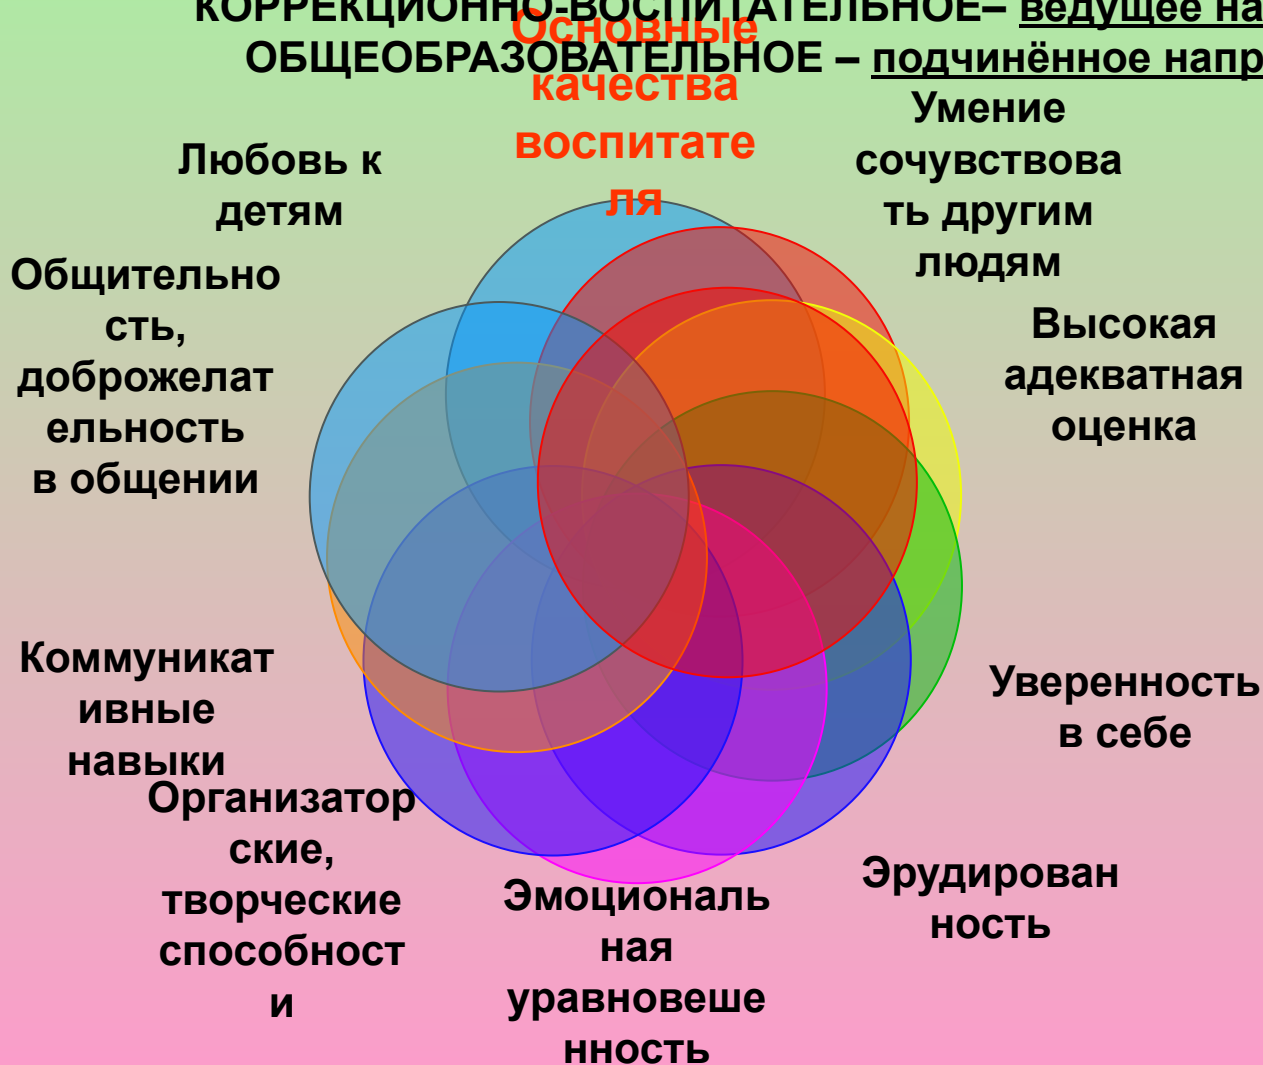 КОРРЕКЦИОННО-ВОСПИТАТЕЛЬНОЕ– ведущее на
ОБЩЕОБРАЗОВАТЕЛЬНОЕ – подчинённое напр
Основные
качества
воспитате
ля
Умение
сочувствова
ть другим
людям
Любовь к
детям
Высокая
адекватная
оценка
Общительно
сть,
доброжелат
ельность
в общении
Уверенность
в себе
Коммуникат
ивные
навыки
Эрудирован
ность
Организатор
ские,
творческие
способност
и
Эмоциональ
ная
уравновеше
нность